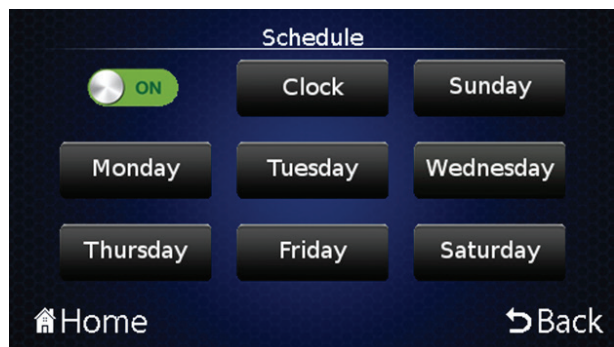 Schedule
ON Clock Sunday
Monday Tuesday Wednesday
Thursday Friday Saturday
Home Back